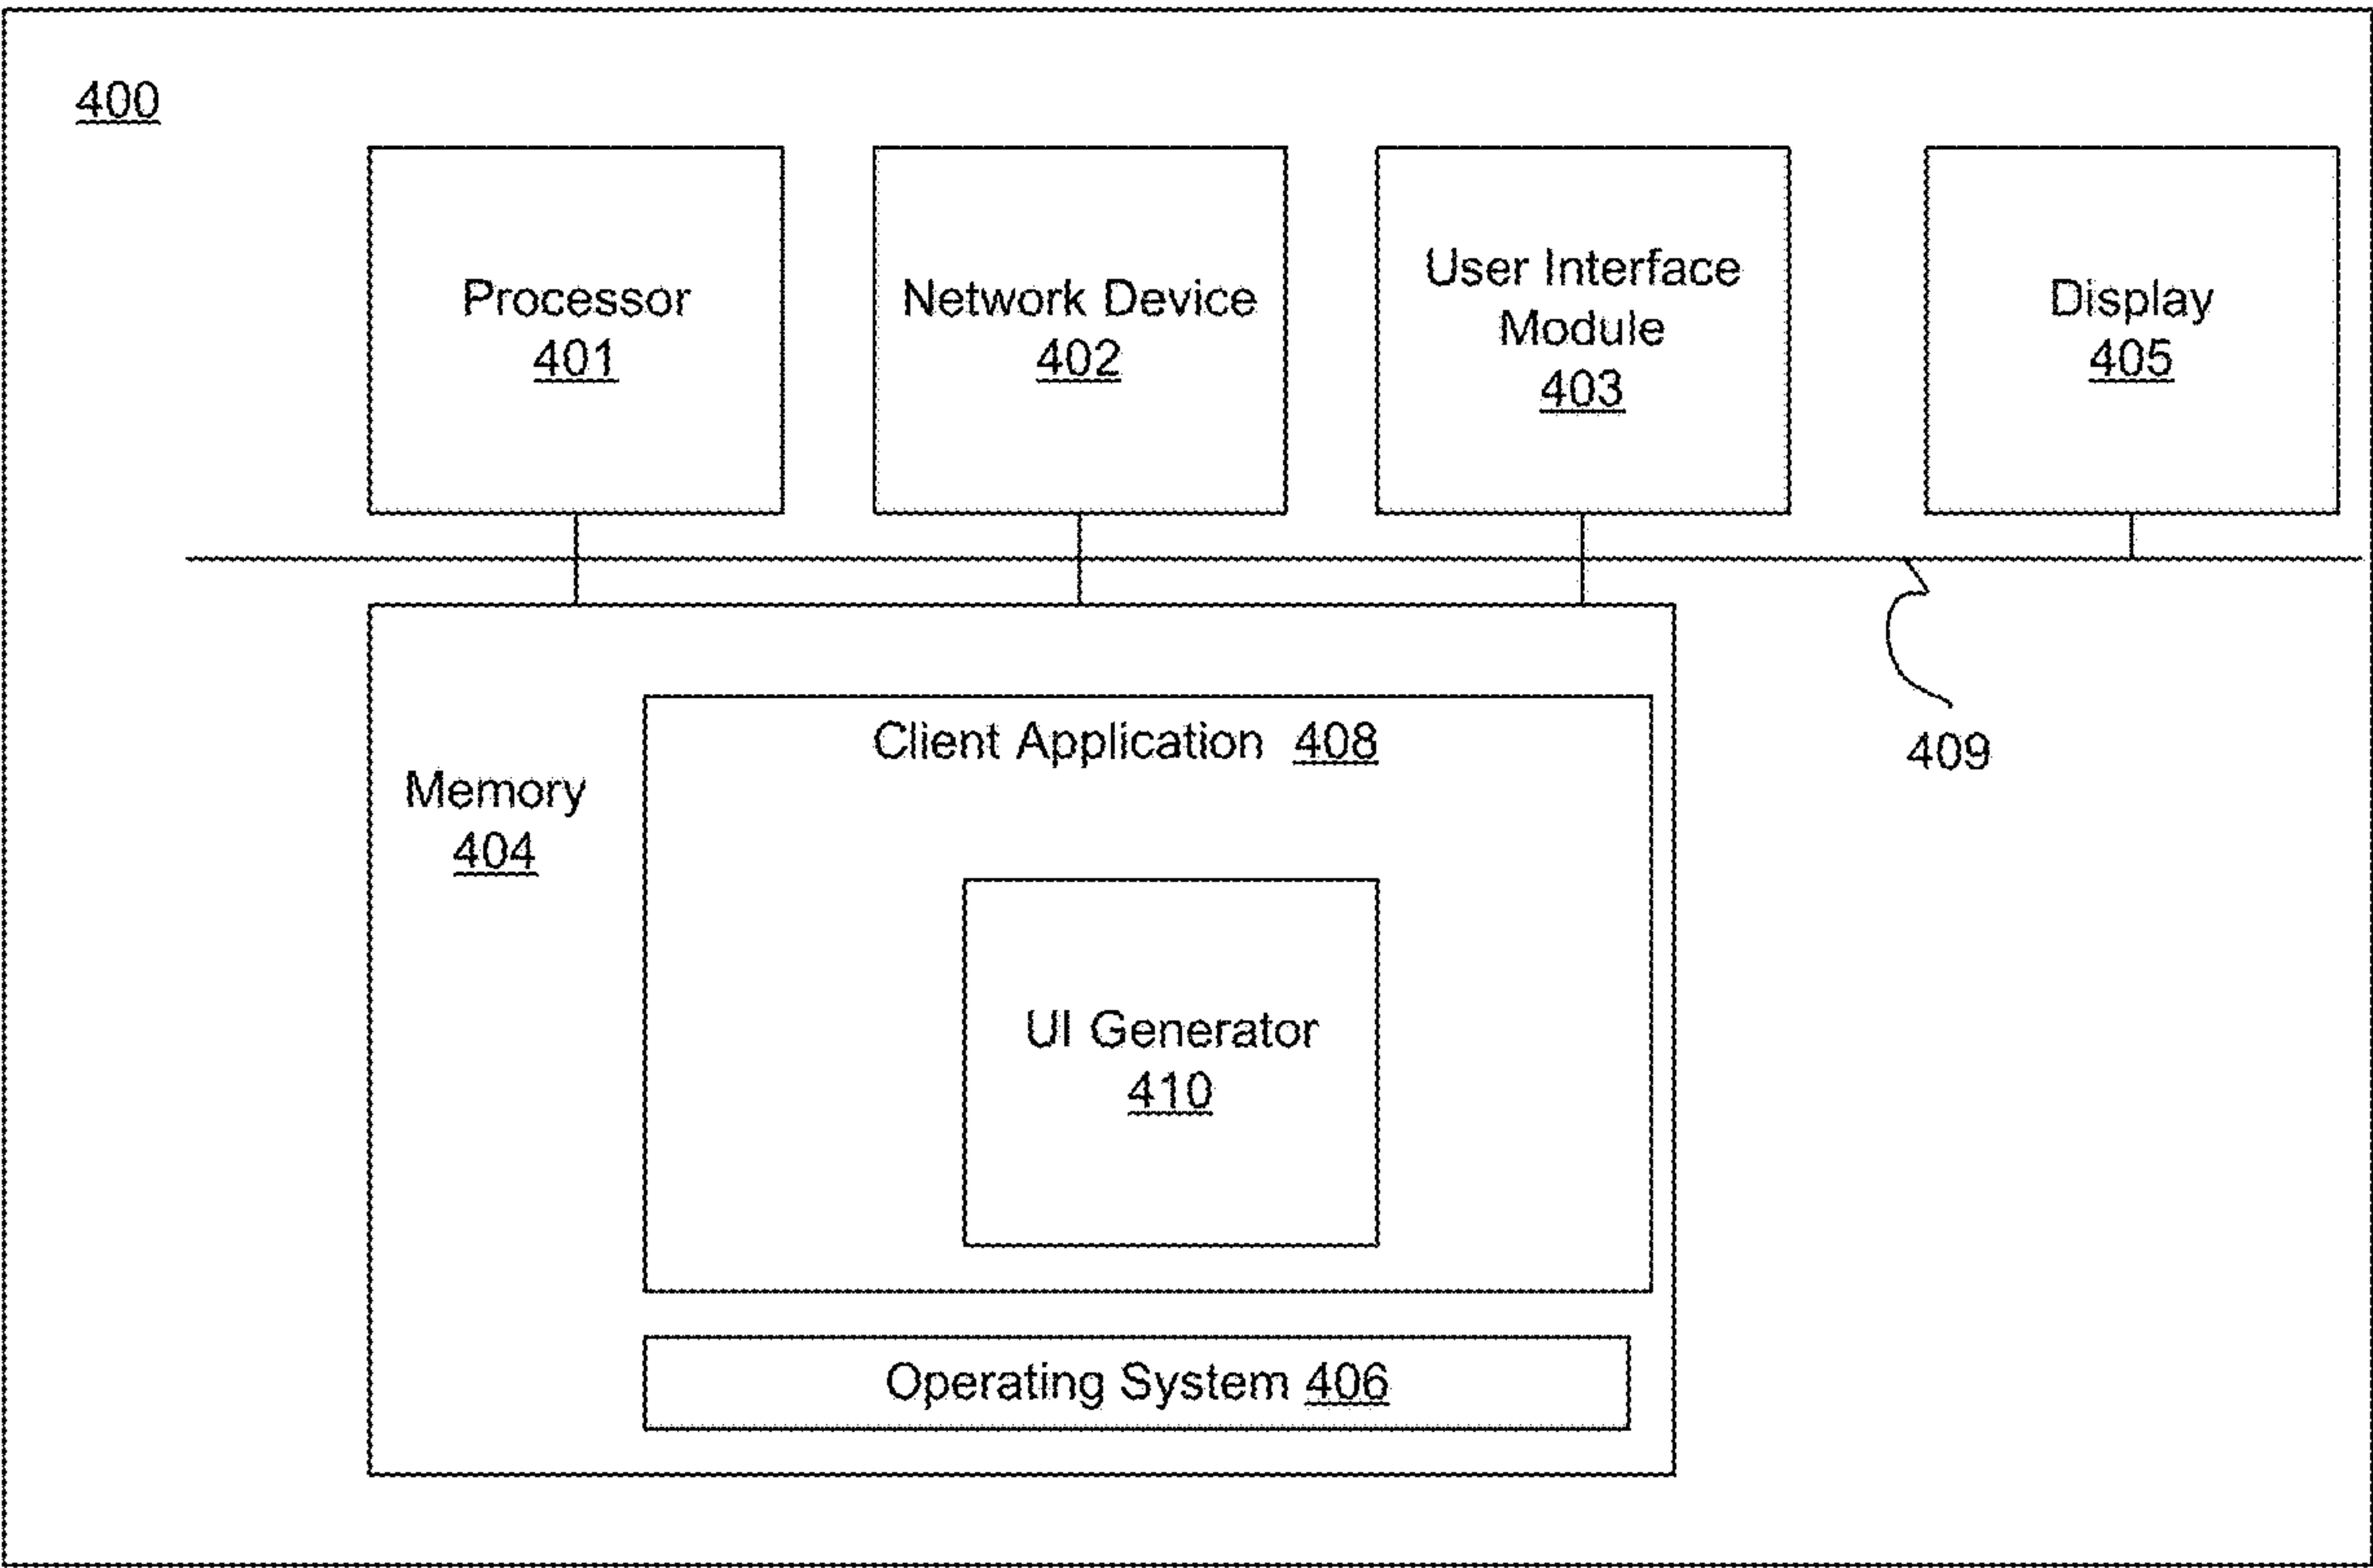 400
Processor
401
Network Device
402
User Interface
Module
403
Display
405
409
Memory
404
Client Application 408
UI Generator
410
Operating System 406